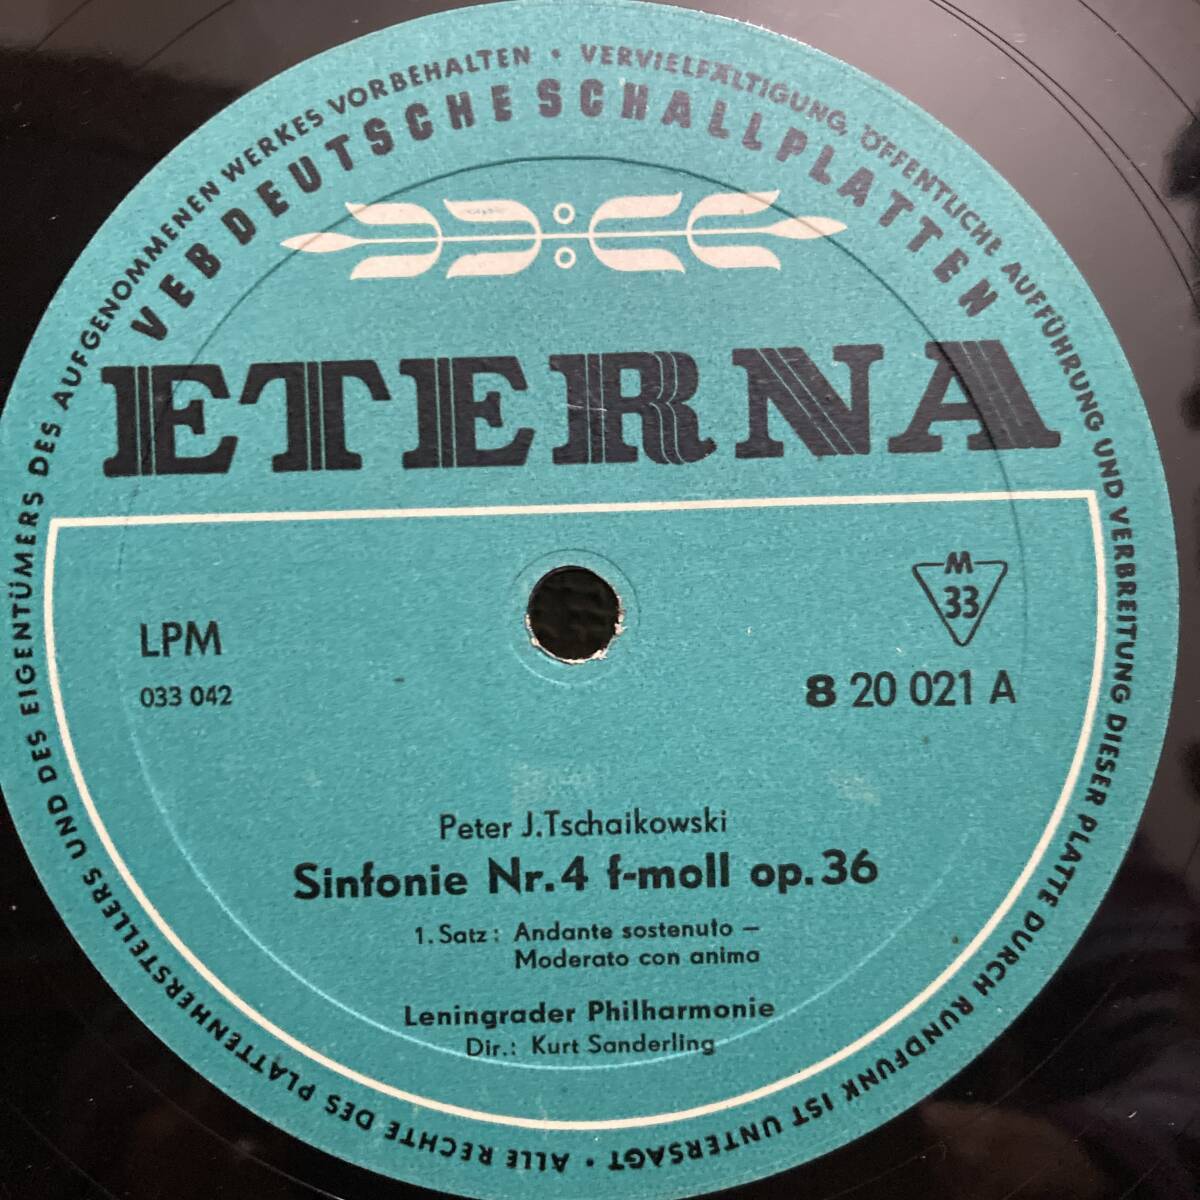 ALLE RECHTE DES PLATTENHERSTELLERS UND DES EIGENTÜMERS DES AUFGENOMMENEN WERKES VORBEHALTEN • VERVIELFÄLTIGUNG, ÖFFENTLICHE AUFFÜHRUNG UND VERBREITUNG DIESER PLATTE DURCH RUNDFUNK IST UNTERSAGT •
VEB DEUTSCHE SCHALLPLATTEN
ETERNA
M
33
LPM
033 042
8 20 021 A
Peter J. Tschaikowski
Sinfonie Nr. 4 f-moll op. 36
1. Satz: Andante sostenuto –
Moderato con anima
Leningrader Philharmonie
Dir.: Kurt Sanderling